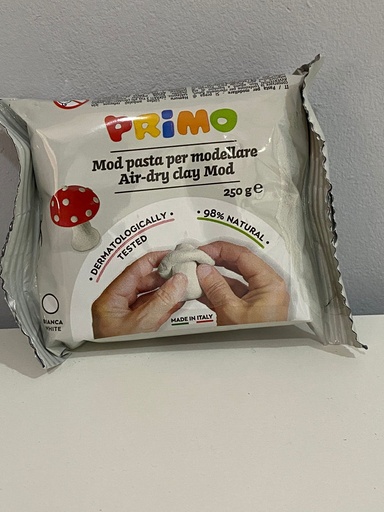 PRIMO
Mod pasta per modellare
Air-dry clay Mod
250 g e
• DERMATOLOGICALLY •
TESTED
• 98% NATURAL •
BIANCA
WHITE
MADE IN ITALY